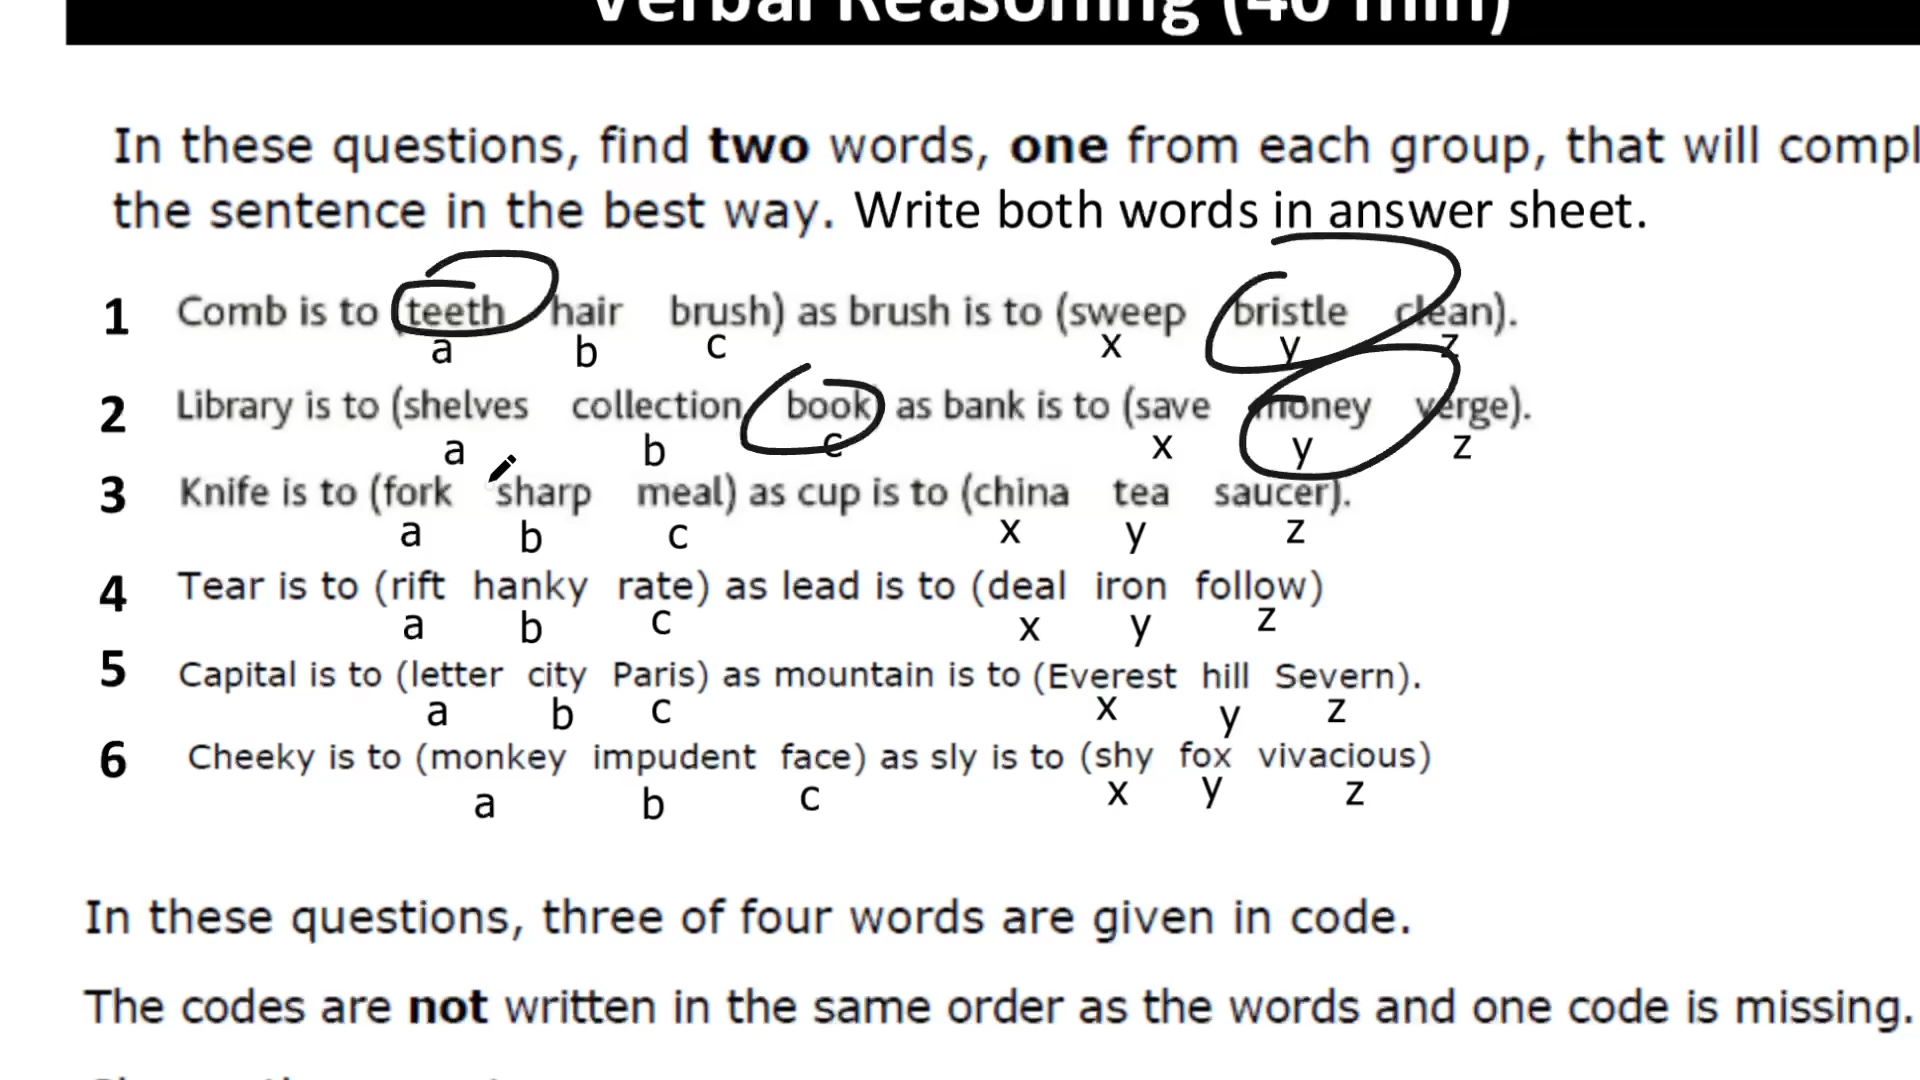 Verbal Reasoning (40 min)
In these questions, find two words, one from each group, that will compl
the sentence in the best way. Write both words in answer sheet.
1 Comb is to (teeth hair brush) as brush is to (sweep bristle clean).
a b c x y z
2 Library is to (shelves collection book) as bank is to (save money verge).
a b c x y z
3 Knife is to (fork sharp meal) as cup is to (china tea saucer).
a b c x y z
4 Tear is to (rift hanky rate) as lead is to (deal iron follow)
a b c x y z
5 Capital is to (letter city Paris) as mountain is to (Everest hill Severn).
a b c x y z
6 Cheeky is to (monkey impudent face) as sly is to (shy fox vivacious)
a b c x y z
In these questions, three of four words are given in code.
The codes are not written in the same order as the words and one code is missing.